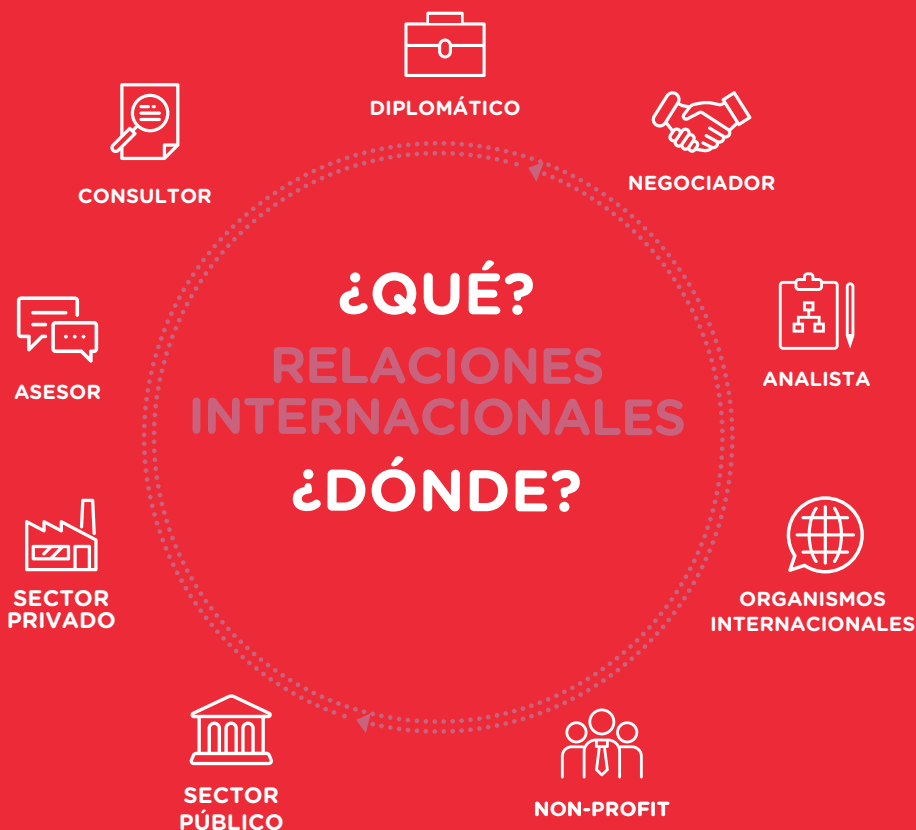 DIPLOMÁTICO
CONSULTOR
NEGOCIADOR
¿QUÉ?
RELACIONES
INTERNACIONALES
¿DÓNDE?
ASESOR
ANALISTA
SECTOR
PRIVADO
ORGANISMOS
INTERNACIONALES
SECTOR
PÚBLICO
NON-PROFIT